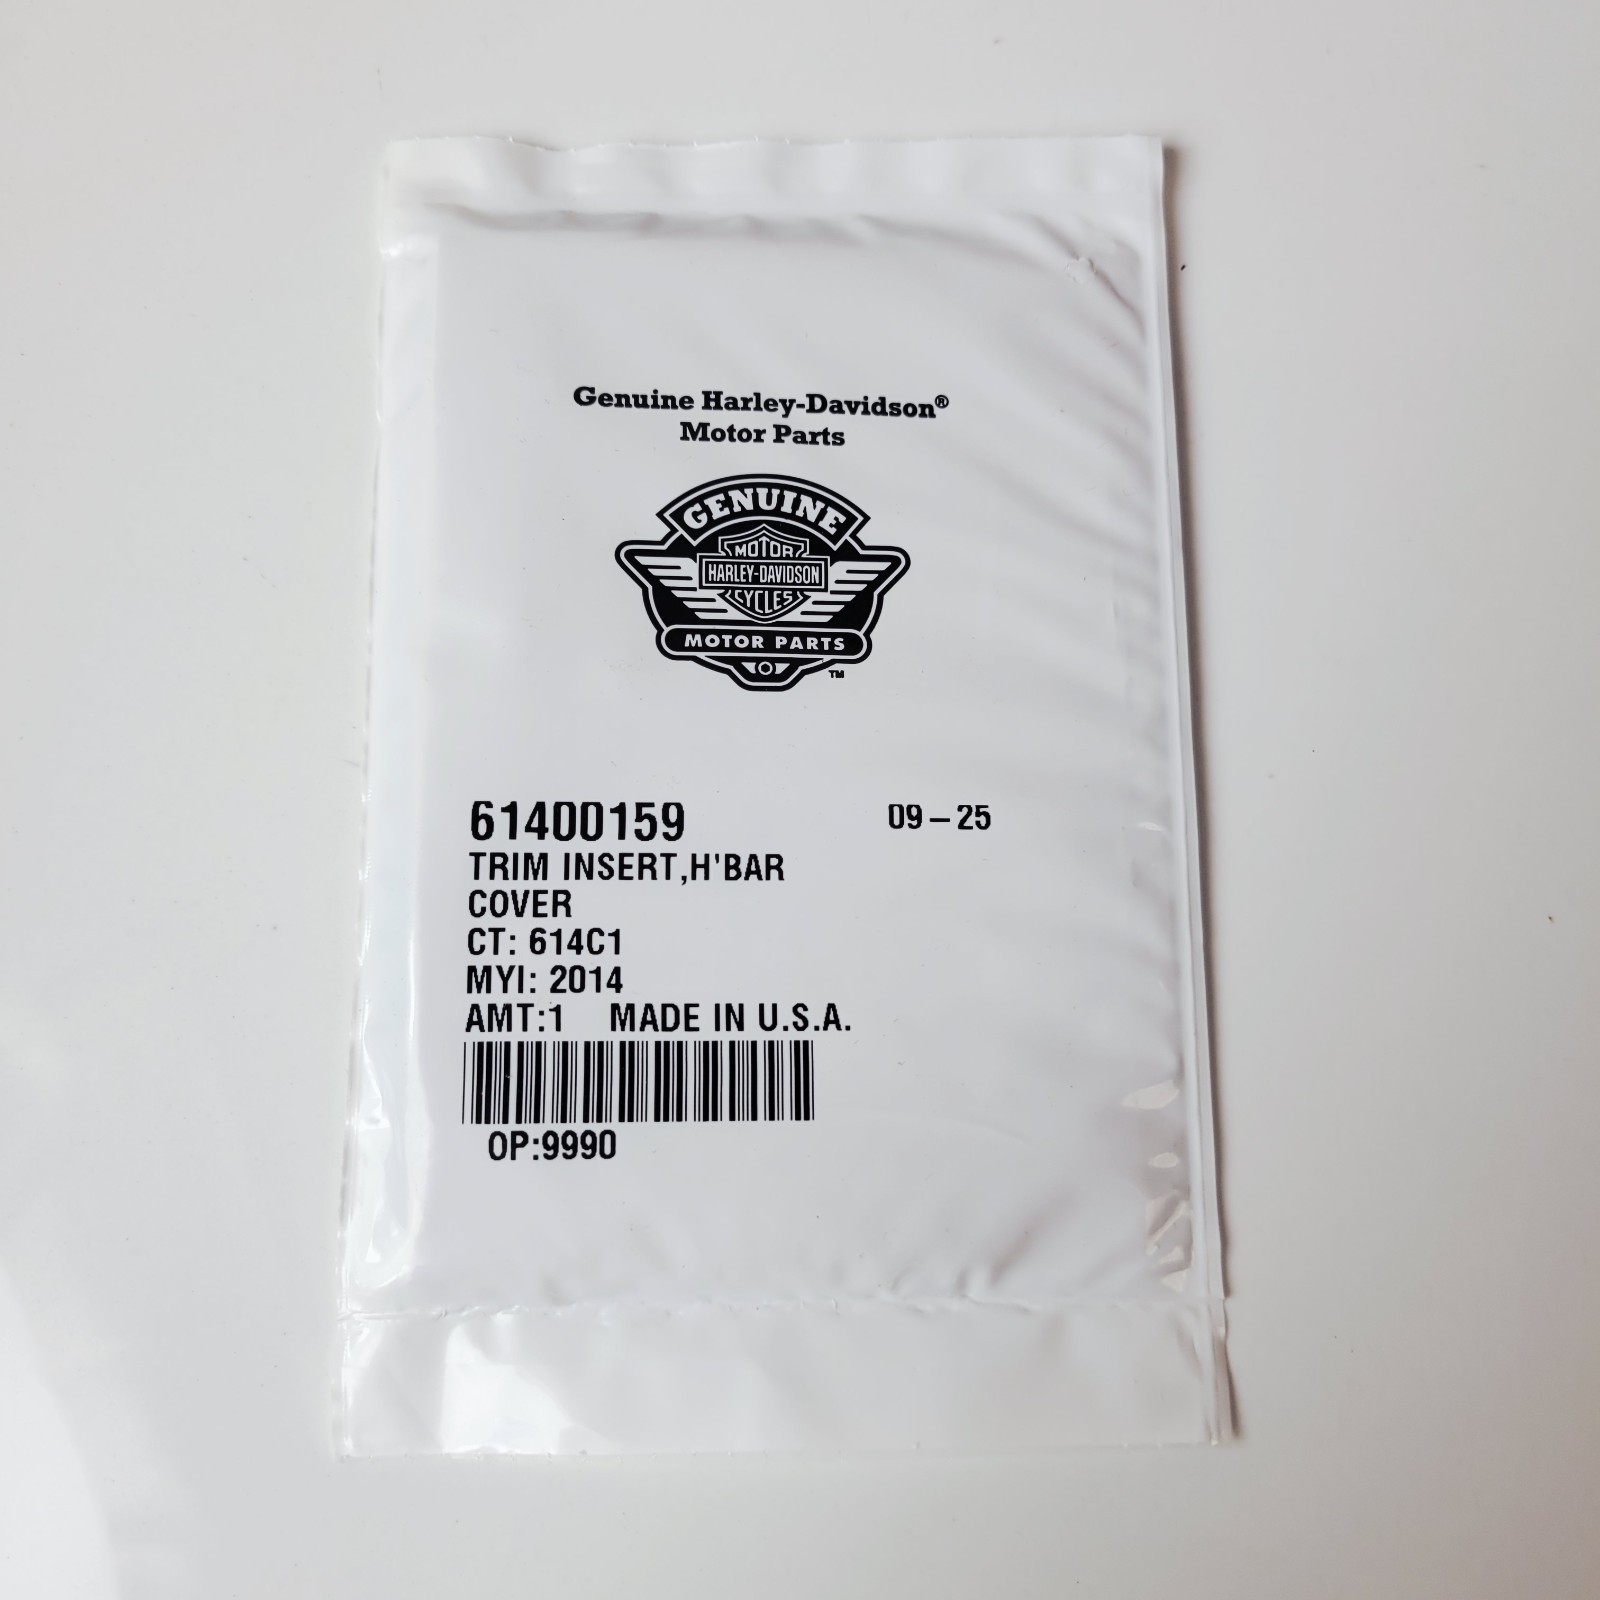 Genuine Harley-Davidson®
Motor Parts
GENUINE
MOTOR
HARLEY-DAVIDSON
CYCLES
MOTOR PARTS
TM
61400159 09-25
TRIM INSERT,H'BAR
COVER
CT: 614C1
MYI: 2014
AMT:1 MADE IN U.S.A.
OP:9990